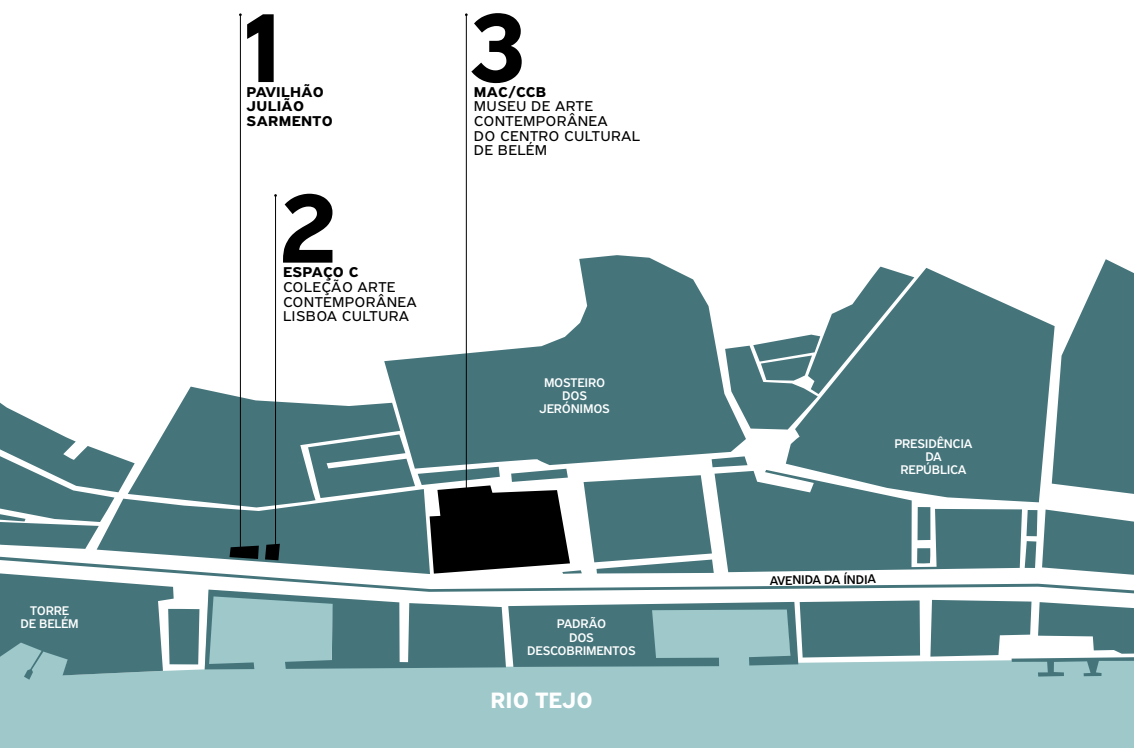 1
PAVILHÃO
JULIÃO
SARMENTO
3
MAC/CCB
MUSEU DE ARTE
CONTEMPORÂNEA
DO CENTRO CULTURAL
DE BELÉM
2
ESPAÇO C
COLEÇÃO ARTE
CONTEMPORÂNEA
LISBOA CULTURA
MOSTEIRO
DOS
JERÓNIMOS
PRESIDÊNCIA
DA
REPÚBLICA
AVENIDA DA ÍNDIA
TORRE
DE BELÉM
PADRÃO
DOS
DESCOBRIMENTOS
RIO TEJO